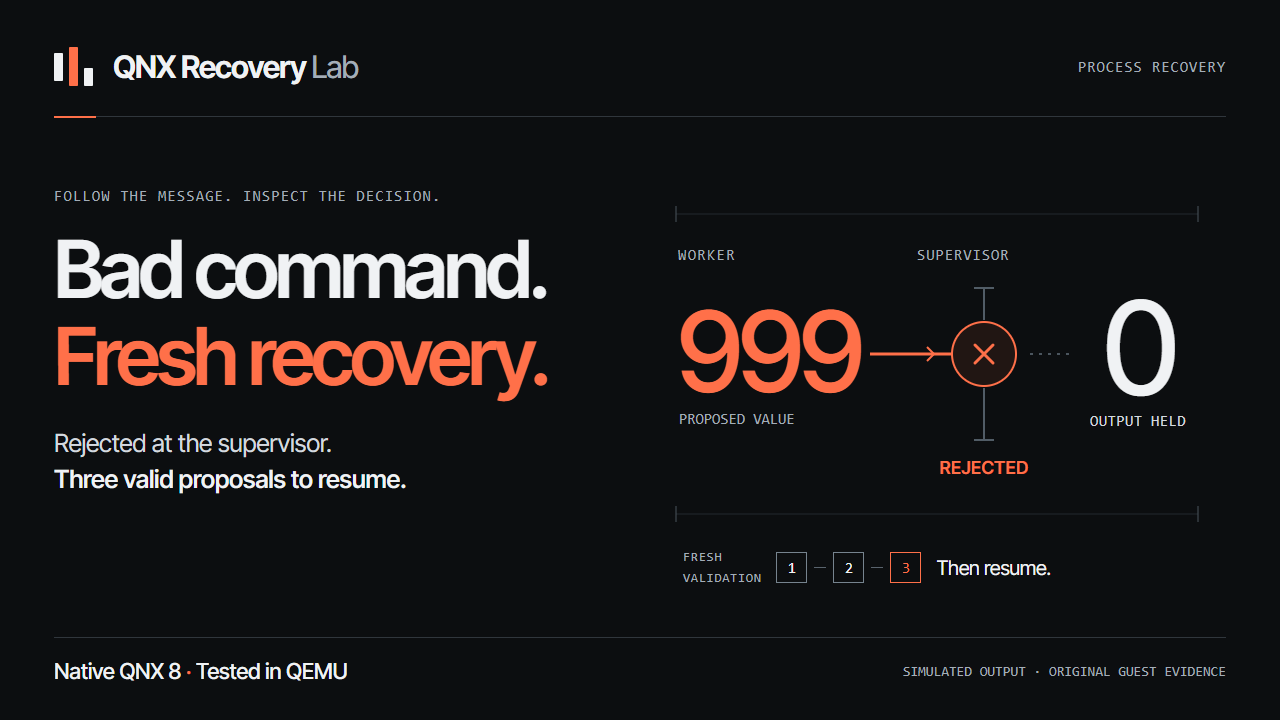 QNX Recovery Lab
PROCESS RECOVERY
FOLLOW THE MESSAGE. INSPECT THE DECISION.
Bad command.
Fresh recovery.
Rejected at the supervisor.
Three valid proposals to resume.
WORKER
SUPERVISOR
999
0
PROPOSED VALUE
OUTPUT HELD
REJECTED
FRESH
VALIDATION
1
2
3
Then resume.
Native QNX 8 · Tested in QEMU
SIMULATED OUTPUT · ORIGINAL GUEST EVIDENCE